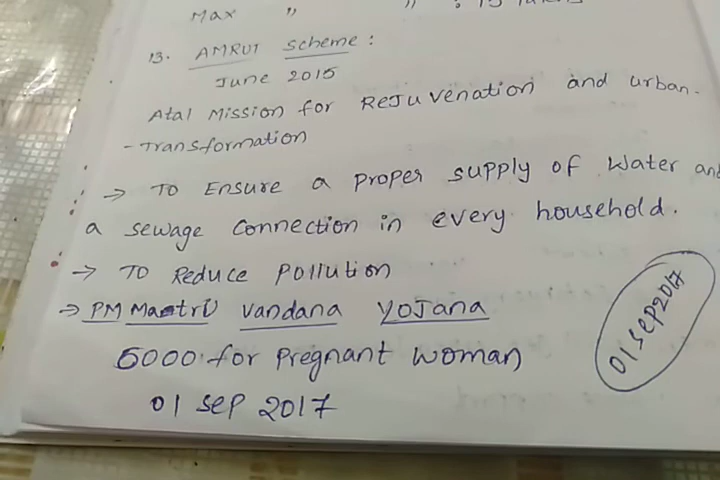 Max " " : 
13. AMRUT Scheme :
June 2015
Atal Mission for Rejuvenation and urban.
- Transformation
→ To Ensure a proper supply of Water and
a sewage connection in every household.
→ To Reduce pollution
→ PM Maatru Vandana Yojana
5000 for pregnant woman
01 Sep 2017
01 Sep 2017